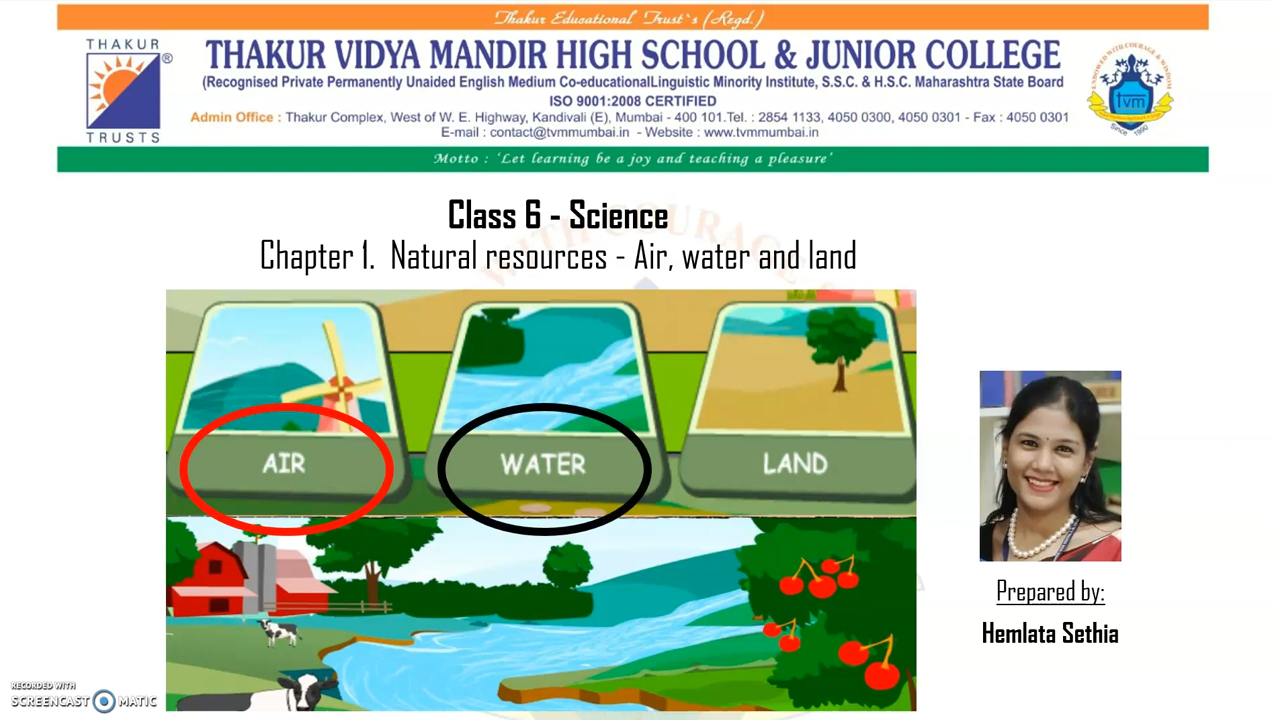 Thakur Educational Trust`s (Regd.)
THAKUR
®
TRUSTS
THAKUR VIDYA MANDIR HIGH SCHOOL & JUNIOR COLLEGE
(Recognised Private Permanently Unaided English Medium Co-educationalLinguistic Minority Institute, S.S.C. & H.S.C. Maharashtra State Board
ISO 9001:2008 CERTIFIED
Admin Office : Thakur Complex, West of W. E. Highway, Kandivali (E), Mumbai - 400 101.Tel. : 2854 1133, 4050 0300, 4050 0301 - Fax : 4050 0301
E-mail : contact@tvmmumbai.in - Website : www.tvmmumbai.in
tvm
Since 1990
Motto : ‘Let learning be a joy and teaching a pleasure’
Class 6 - Science
Chapter 1. Natural resources - Air, water and land
WITH COURAGE
AIR
WATER
LAND
Prepared by:
Hemlata Sethia
RECORDED WITH
SCREENCAST MATIC